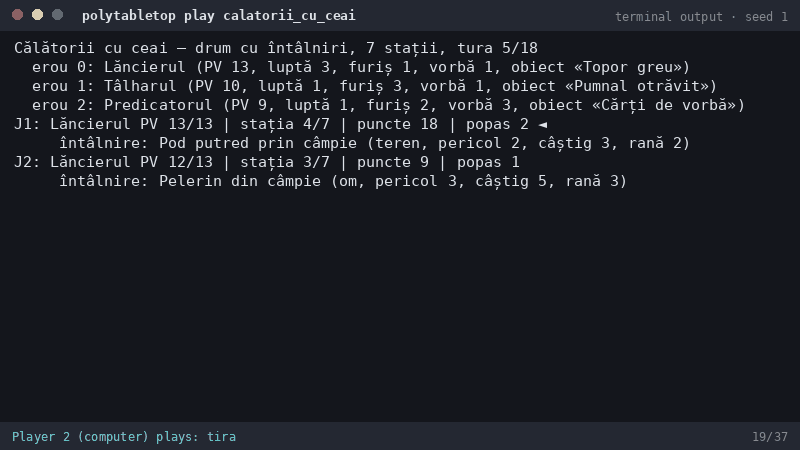 polytabletop play calatorii_cu_ceai
terminal output · seed 1
Călătorii cu ceai — drum cu întâlniri, 7 stații, tura 5/18
erou 0: Lăncierul (PV 13, luptă 3, furiș 1, vorbă 1, obiect «Topor greu»)
erou 1: Tâlharul (PV 10, luptă 1, furiș 3, vorbă 1, obiect «Pumnal otrăvit»)
erou 2: Predicatorul (PV 9, luptă 1, furiș 2, vorbă 3, obiect «Cărți de vorbă»)
J1: Lăncierul PV 13/13 | stația 4/7 | puncte 18 | popas 2 ◄
întâlnire: Pod putred prin câmpie (teren, pericol 2, câștig 3, rană 2)
J2: Lăncierul PV 12/13 | stația 3/7 | puncte 9 | popas 1
întâlnire: Pelerin din câmpie (om, pericol 3, câștig 5, rană 3)
Player 2 (computer) plays: tira
19/37